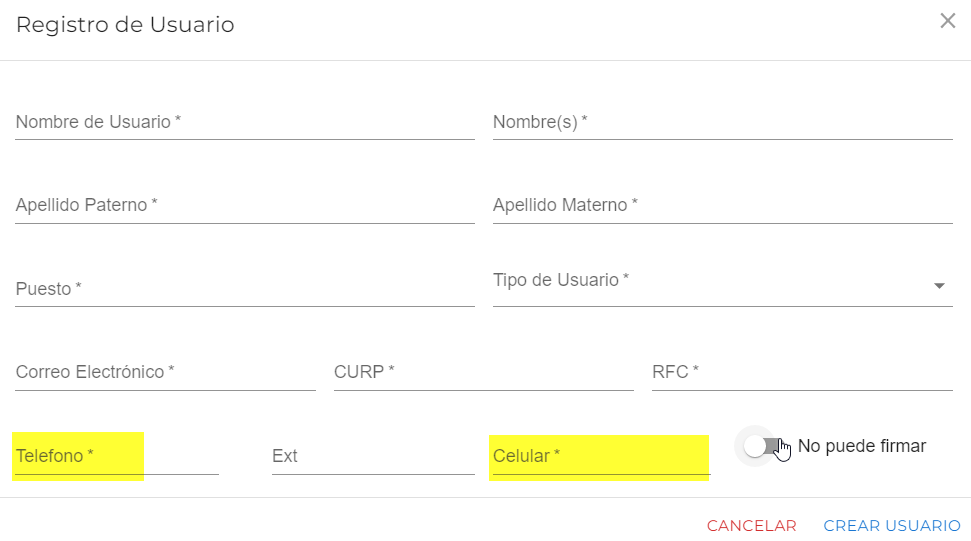 Registro de Usuario
Nombre de Usuario *
Nombre(s) *
Apellido Paterno *
Apellido Materno *
Puesto *
Tipo de Usuario *
Correo Electrónico *
CURP *
RFC *
Telefono *
Ext
Celular *
No puede firmar
CANCELAR
CREAR USUARIO